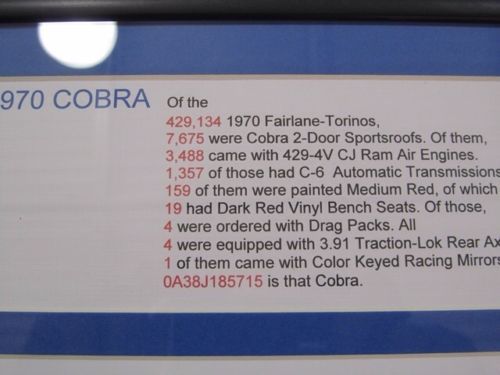 970 COBRA
Of the
429,134 1970 Fairlane-Torinos,
7,675 were Cobra 2-Door Sportsroofs. Of them,
3,488 came with 429-4V CJ Ram Air Engines.
1,357 of those had C-6 Automatic Transmissions
159 of them were painted Medium Red, of which
19 had Dark Red Vinyl Bench Seats. Of those,
4 were ordered with Drag Packs. All
4 were equipped with 3.91 Traction-Lok Rear Ax
1 of them came with Color Keyed Racing Mirrors
0A38J185715 is that Cobra.